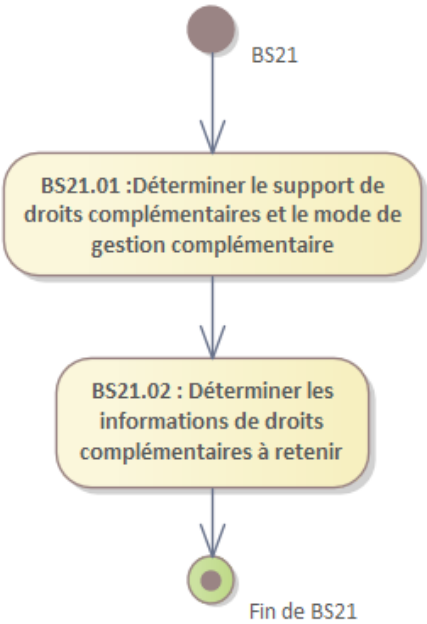 BS21
BS21.01 :Déterminer le support de
droits complémentaires et le mode de
gestion complémentaire
BS21.02 : Déterminer les
informations de droits
complémentaires à retenir
Fin de BS21